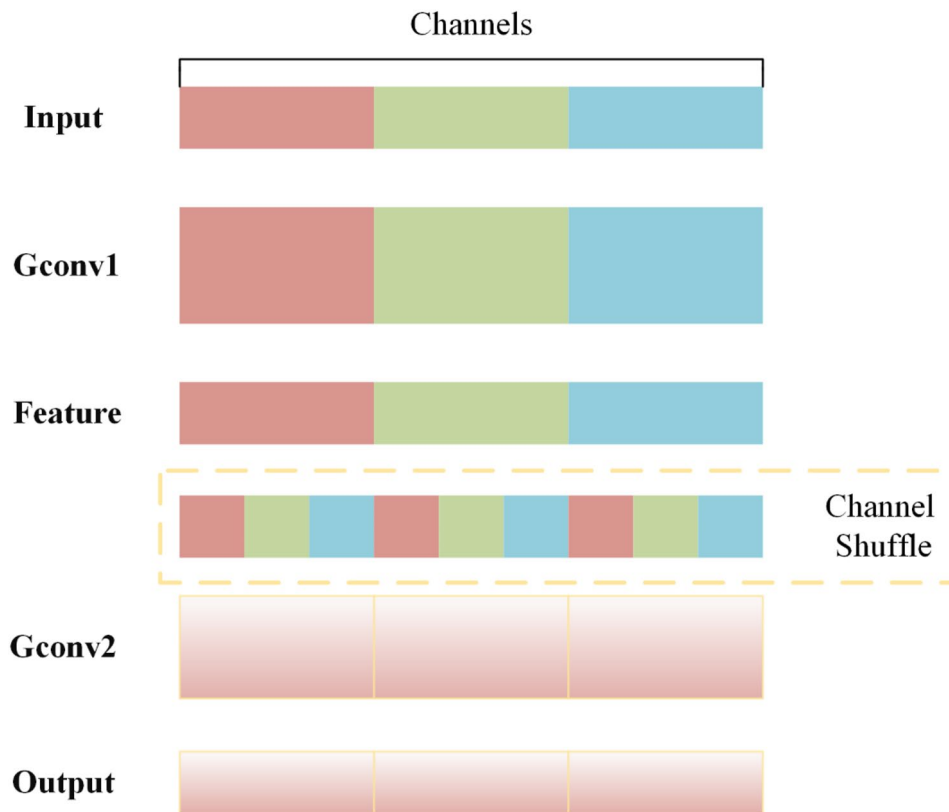 Channels
Input
Gconv1
Feature
Channel
Shuffle
Gconv2
Output